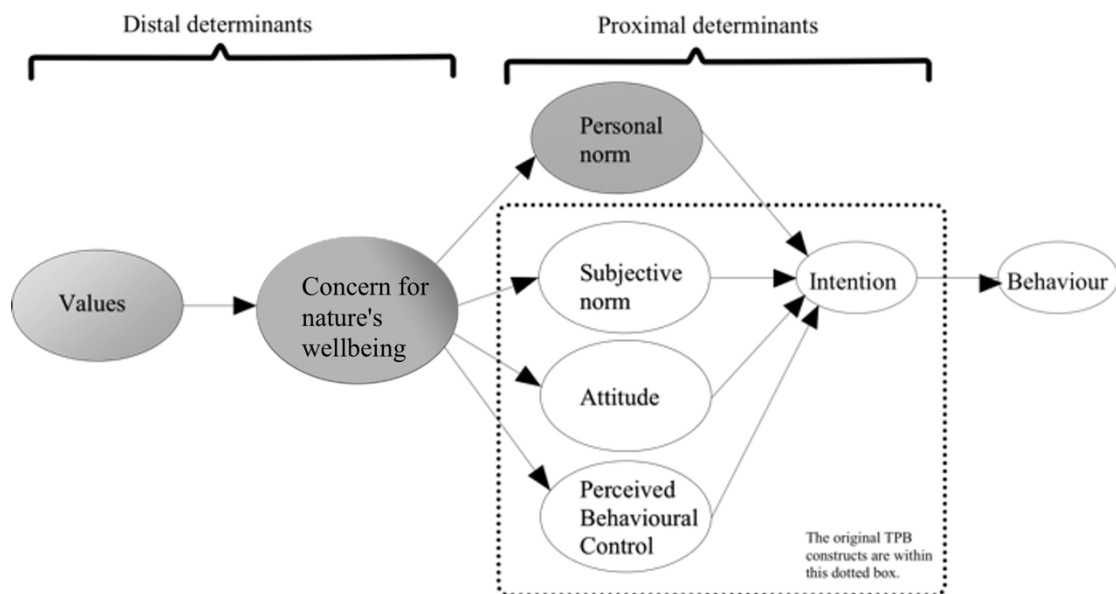 Distal determinants
Proximal determinants
Personal
norm
Values
Concern for
nature's
wellbeing
Subjective
norm
Intention
Behaviour
Attitude
Perceived
Behavioural
Control
The original TPB
constructs are within
this dotted box.